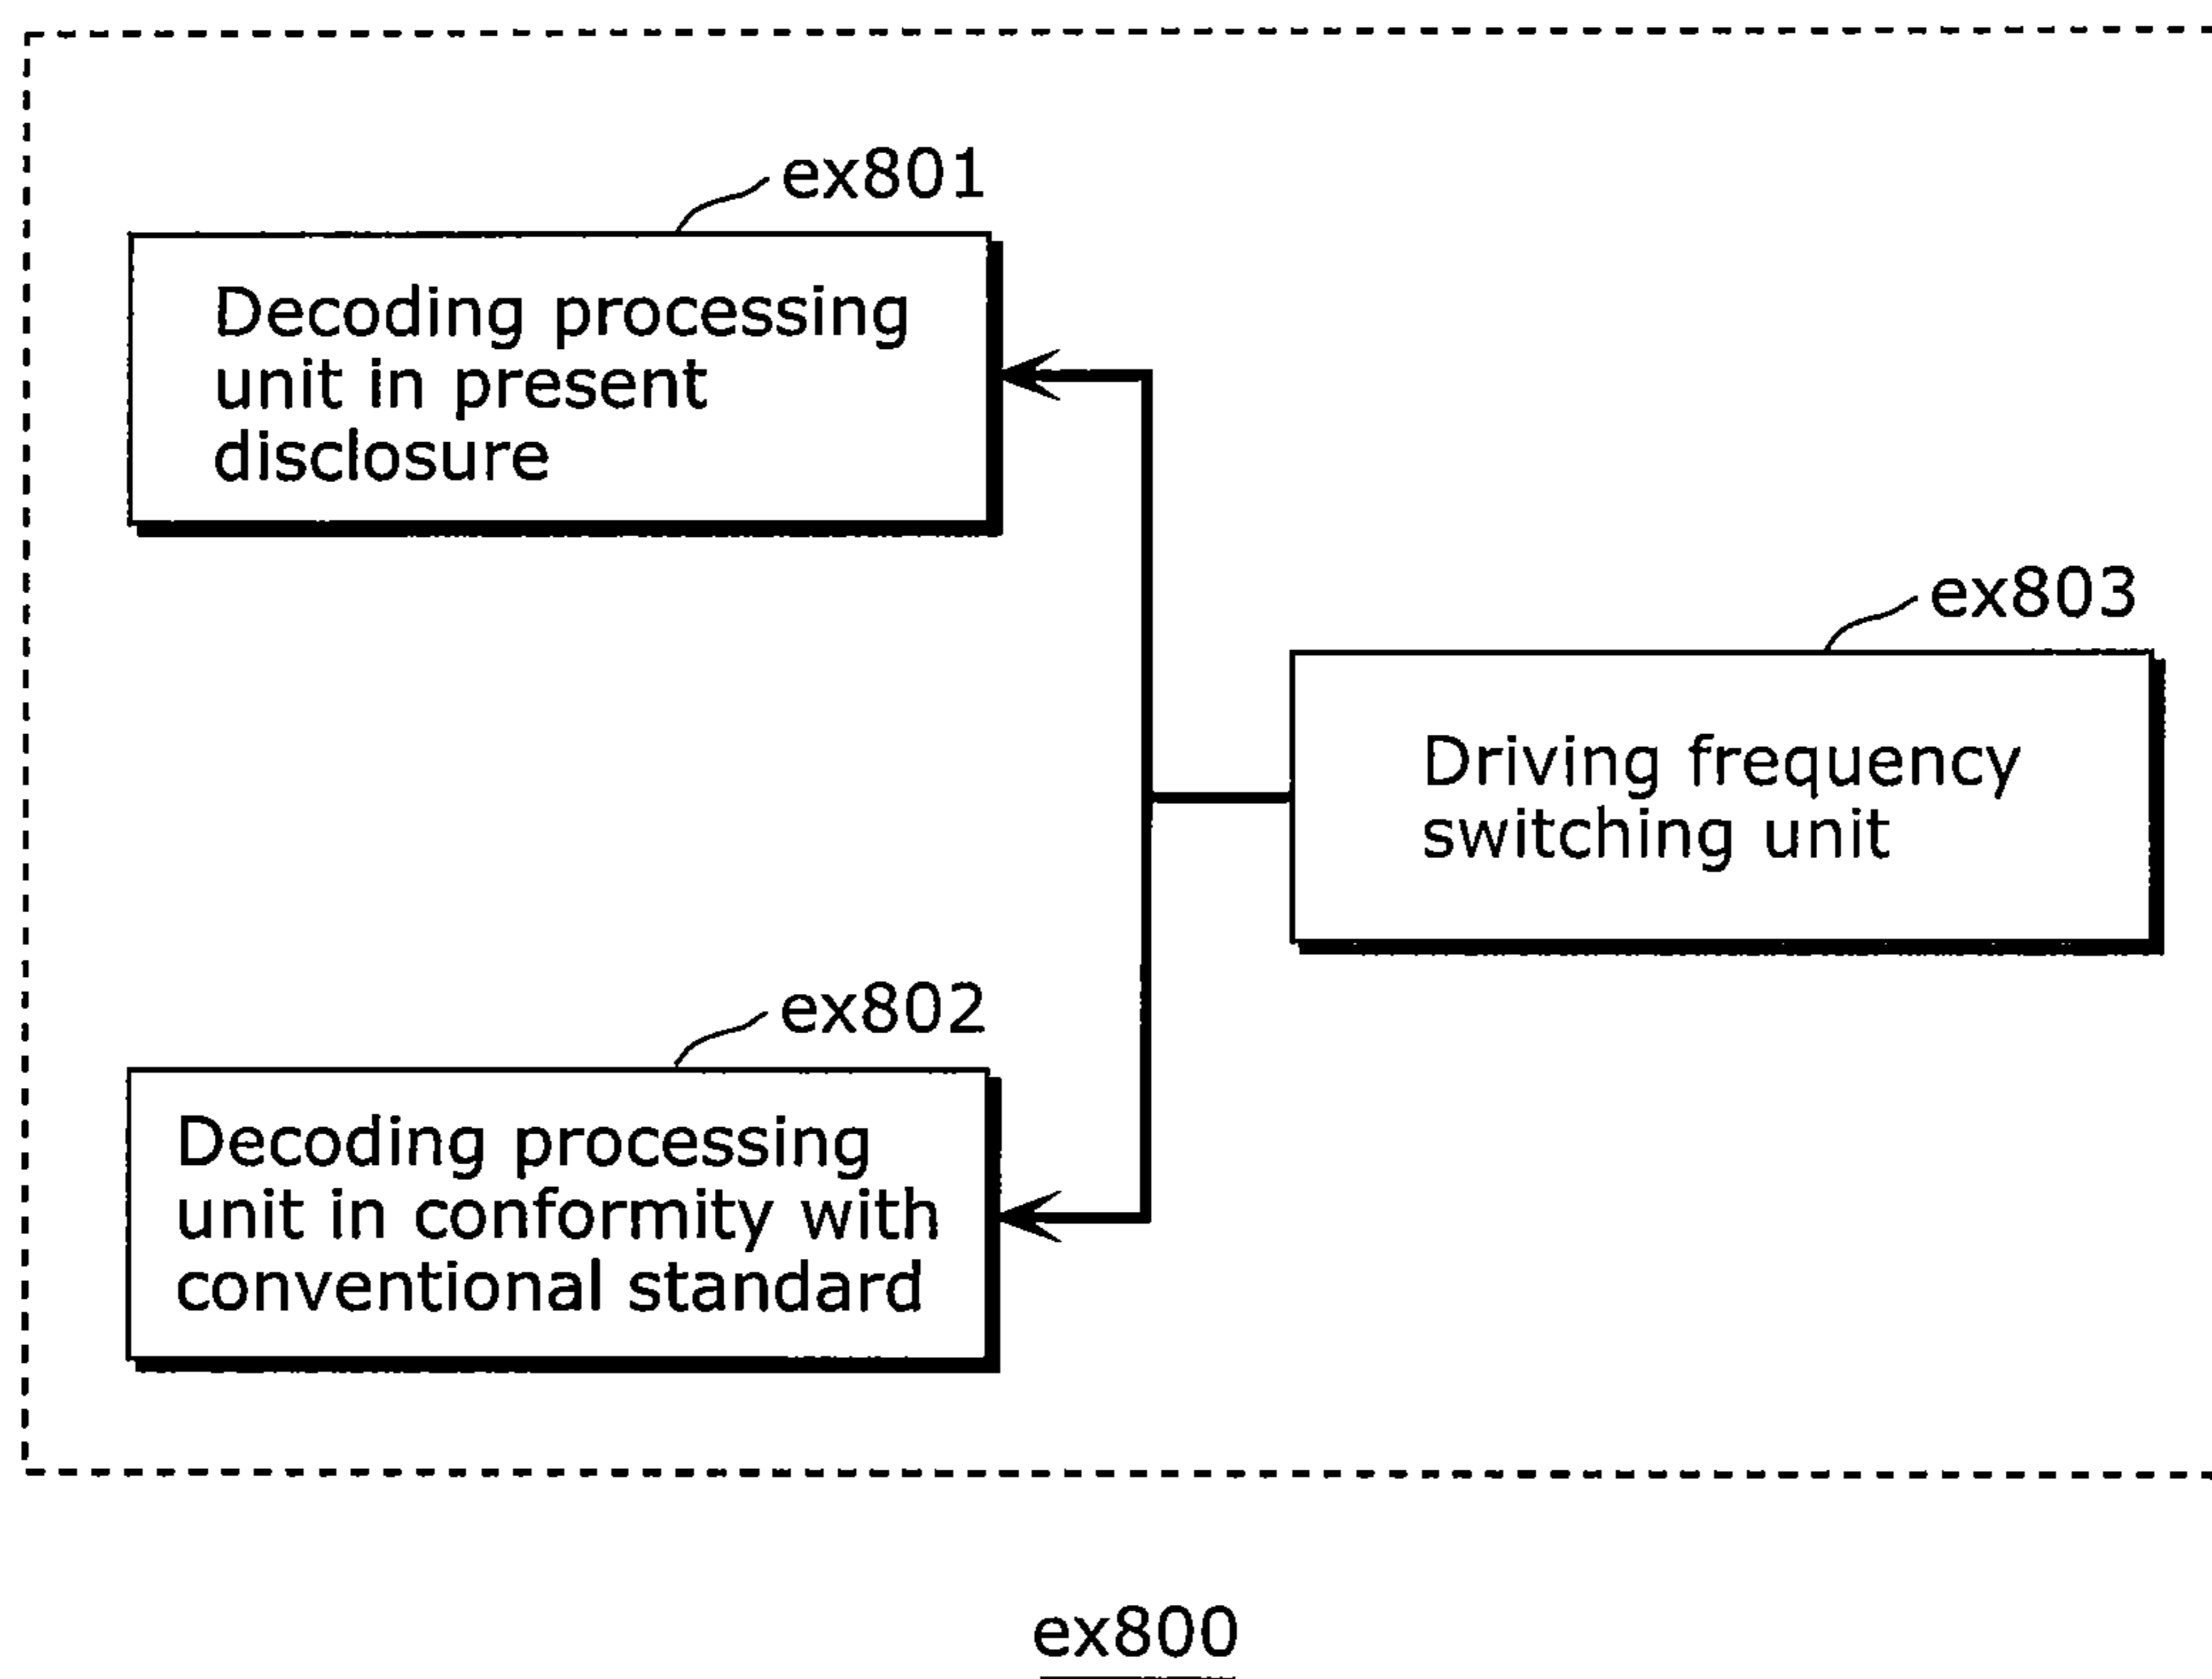 ex801
Decoding processing
unit in present
disclosure
ex803
Driving frequency
switching unit
ex802
Decoding processing
unit in conformity with
conventional standard
ex800